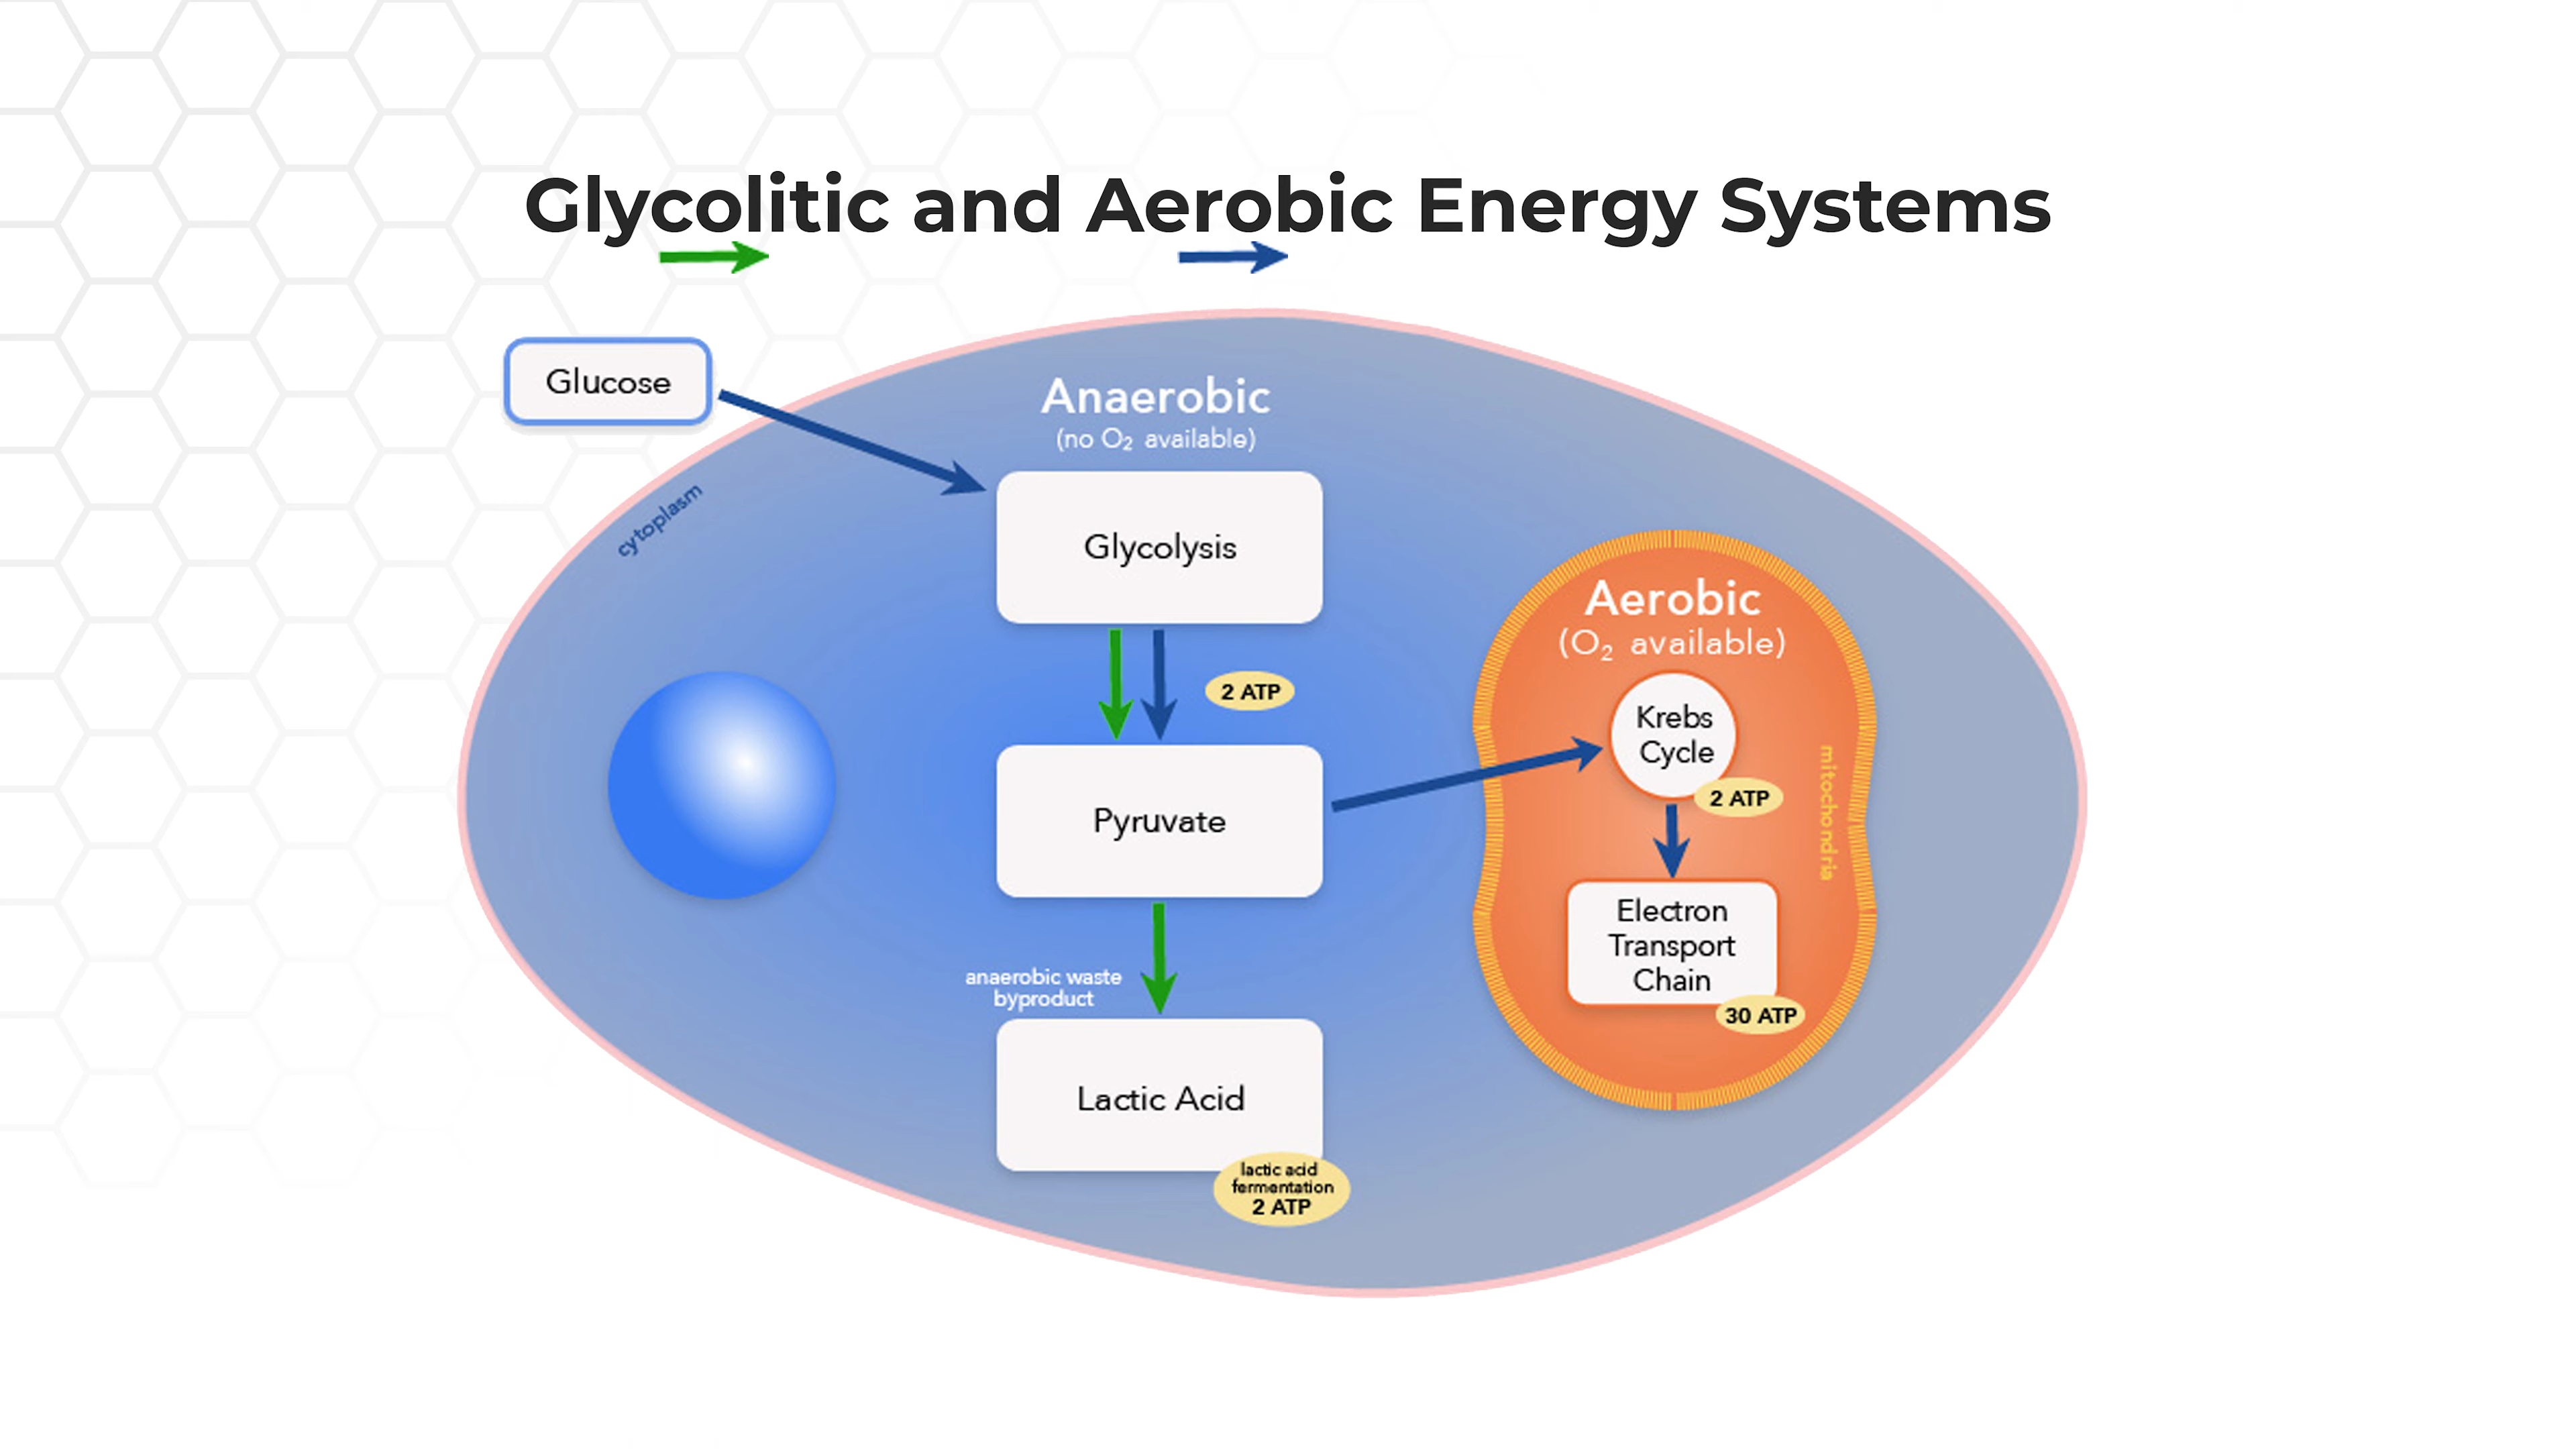 Glycolitic and Aerobic Energy Systems
Glucose
cytoplasm
Anaerobic
(no O₂ available)
Glycolysis
2 ATP
Pyruvate
anaerobic waste
byproduct
Lactic Acid
lactic acid
fermentation
2 ATP
Aerobic
(O₂ available)
Krebs
Cycle
2 ATP
mitochondria
Electron
Transport
Chain
30 ATP